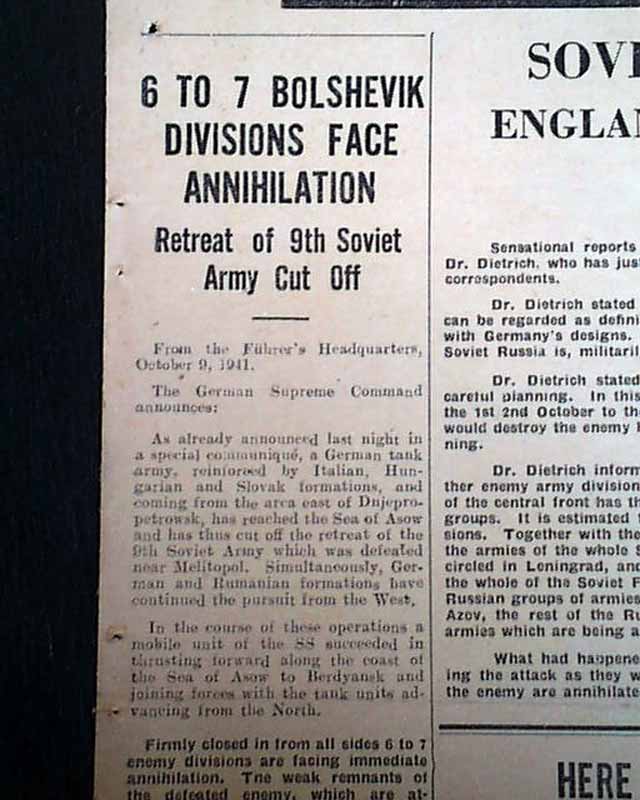 6 TO 7 BOLSHEVIK
DIVISIONS FACE
ANNIHILATION
Retreat of 9th Soviet
Army Cut Off
From the Führer's Headquarters,
October 9, 1941.
The German Supreme Command
announces:
As already announced last night in
a special communiqué, a German tank
army, reinforced by Italian, Hun-
garian and Slovak formations, and
coming from the area east of Dnjepro-
petrowsk, has reached the Sea of Asow
and has thus cut off the retreat of the
9th Soviet Army which was defeated
near Melitopol. Simultaneously, Ger-
man and Rumanian formations have
continued the pursuit from the West.
In the course of these operations a
mobile unit of the SS succeeded in
thrusting forward along the coast of
the Sea of Asow to Berdyansk and
joining forces with the tank units ad-
vancing from the North.
Firmly closed in from all sides 6 to 7
enemy divisions are facing immediate
annihilation. The weak remnants of
the defeated enemy, which are at-
SOVI
ENGLAN
Sensational reports
Dr. Dietrich, who has jus
correspondents.
Dr. Dietrich stated
can be regarded as defini
with Germany's designs.
Soviet Russia is, militaril
Dr. Dietrich stated
careful planning. In this
the 1st 2nd October to th
would destroy the enemy
ning.
Dr. Dietrich inform
ther enemy army division
of the central front has th
groups. It is estimated
sions. Together with the
the armies of the whole S
circled in Leningrad, and
the whole of the Soviet F
Russian groups of armies
Azov, the rest of the Ru
armies which are being a
What had happene
ing the attack as they w
the enemy are annihilate
HERE